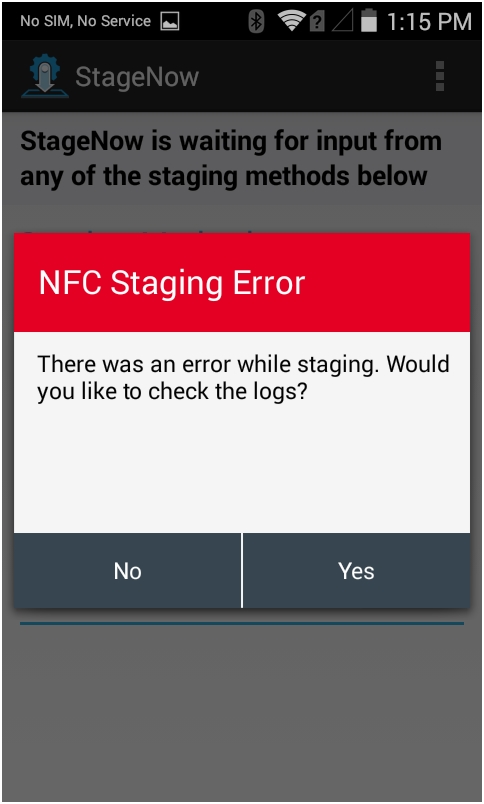 No SIM, No Service
1:15 PM
StageNow
StageNow is waiting for input from
any of the staging methods below
NFC Staging Error
There was an error while staging. Would
you like to check the logs?
No
Yes